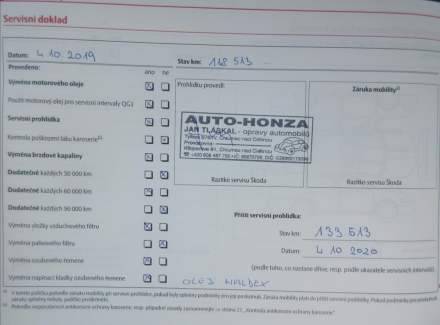 Servisní doklad
Datum: 4 10 2019
Stav km: 118 513
Provedeno:
ano ne
Výměna motorového oleje
Prohlídku provedl:
Záruka mobility
Použit motorový olej pro servisní intervaly QG1
Servisní prohlídka
AUTO-HONZA
JAN TLÁSKAL - opravy automobilů
Kontrola poškození laku karoserie
Výměna brzdové kapaliny
Dodatečné každých 30 000 km
Razítko servisu Škoda
Razítko servisu Škoda
Dodatečné každých 60 000 km
Dodatečné každých 90 000 km
Příští servisní prohlídka:
Výměna vložky vzduchového filtru
Stav km: 133 513
Výměna palivového filtru
Datum: 4 10 2020
Výměna ozubeného řemene
(podle toho, co nastane dříve, resp. podle ukazatele servisních intervalů)
Výměna napínací kladky ozubeného řemene